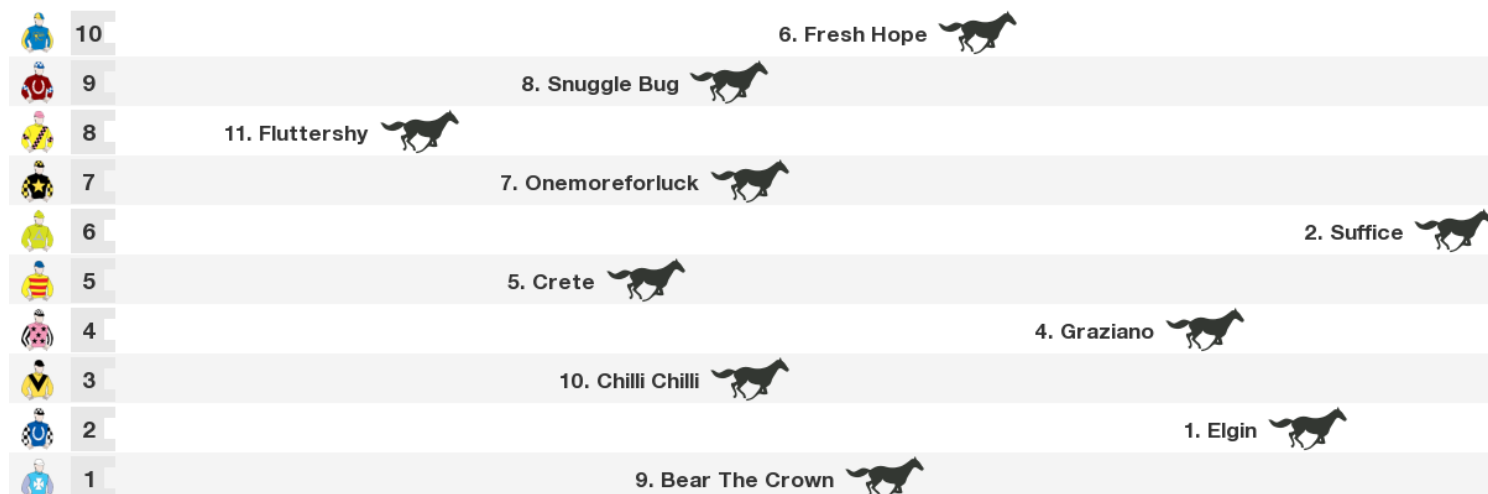 10 6. Fresh Hope
9 8. Snuggle Bug
8 11. Fluttershy
7 7. Onemoreforluck
6 2. Suffice
5 5. Crete
4 4. Graziano
3 10. Chilli Chilli
2 1. Elgin
1 9. Bear The Crown